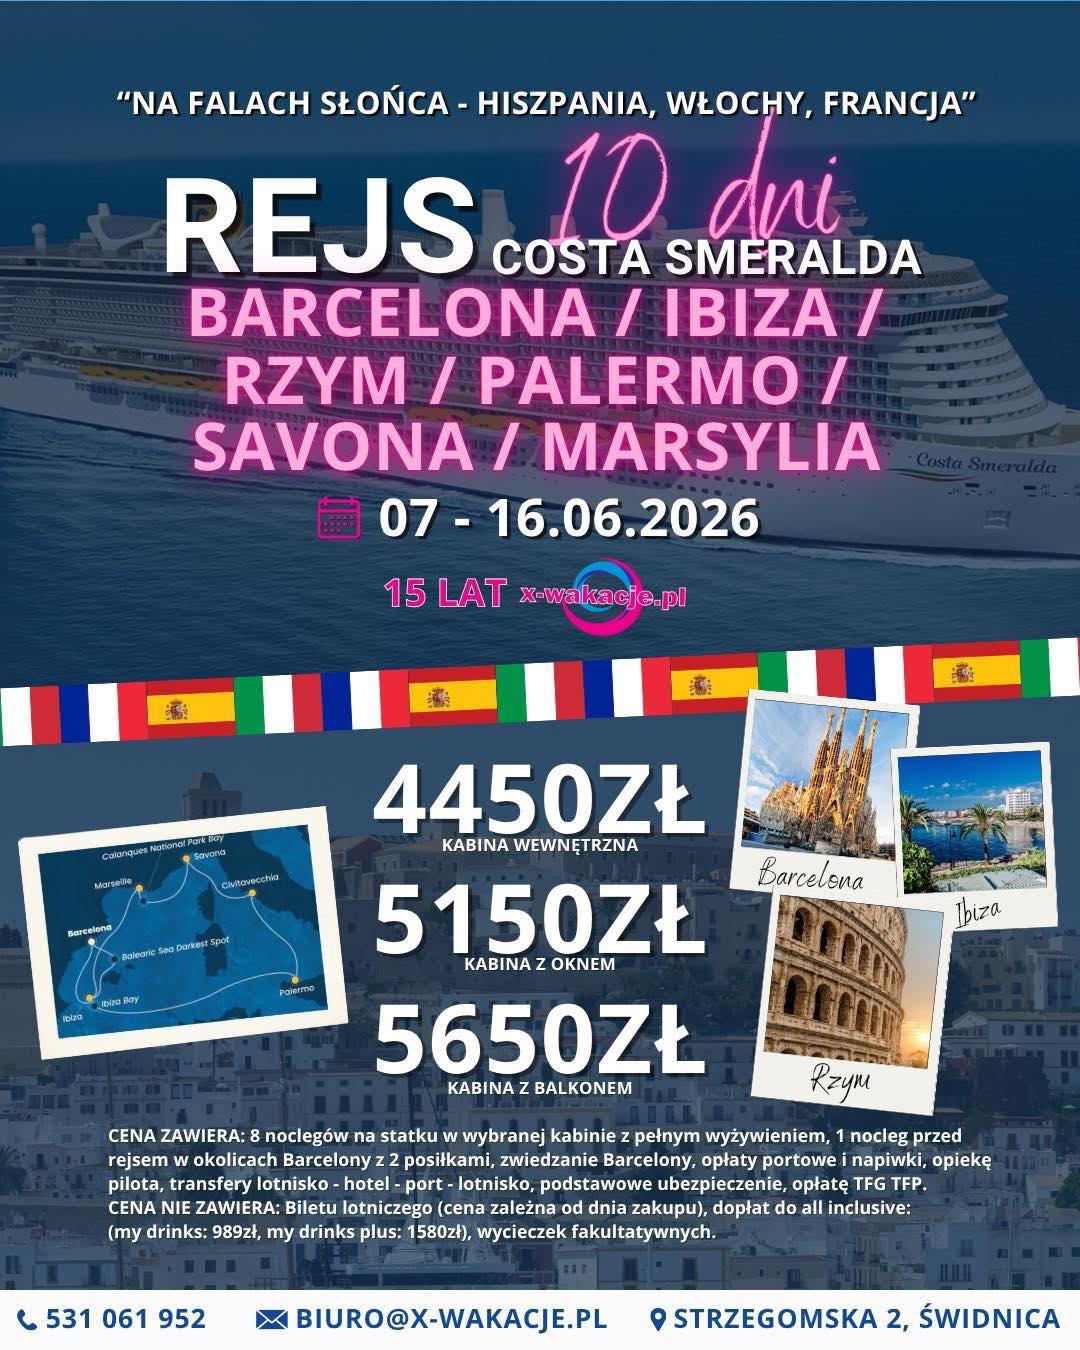 “NA FALACH SŁOŃCA - HISZPANIA, WŁOCHY, FRANCJA”
10 dni
REJS COSTA SMERALDA
BARCELONA / IBIZA /
RZYM / PALERMO /
SAVONA / MARSYLIA
Costa Smeralda
07 - 16.06.2026
15 LAT x-wakacje.pl
4450ZŁ
KABINA WEWNĘTRZNA
5150ZŁ
KABINA Z OKNEM
5650ZŁ
KABINA Z BALKONEM
Calanques National Park Bay
Savona
Marseille
Civitavecchia
Barcelona
Balearic Sea Darkest Spot
Ibiza Bay
Ibiza
Palermo
Barcelona
Ibiza
Rzym
CENA ZAWIERA: 8 noclegów na statku w wybranej kabinie z pełnym wyżywieniem, 1 nocleg przed
rejsem w okolicach Barcelony z 2 posiłkami, zwiedzanie Barcelony, opłaty portowe i napiwki, opiekę
pilota, transfery lotnisko - hotel - port - lotnisko, podstawowe ubezpieczenie, opłatę TFG TFP.
CENA NIE ZAWIERA: Biletu lotniczego (cena zależna od dnia zakupu), dopłat do all inclusive:
(my drinks: 989zł, my drinks plus: 1580zł), wycieczek fakultatywnych.
531 061 952 BIURO@X-WAKACJE.PL STRZEGOMSKA 2, ŚWIDNICA